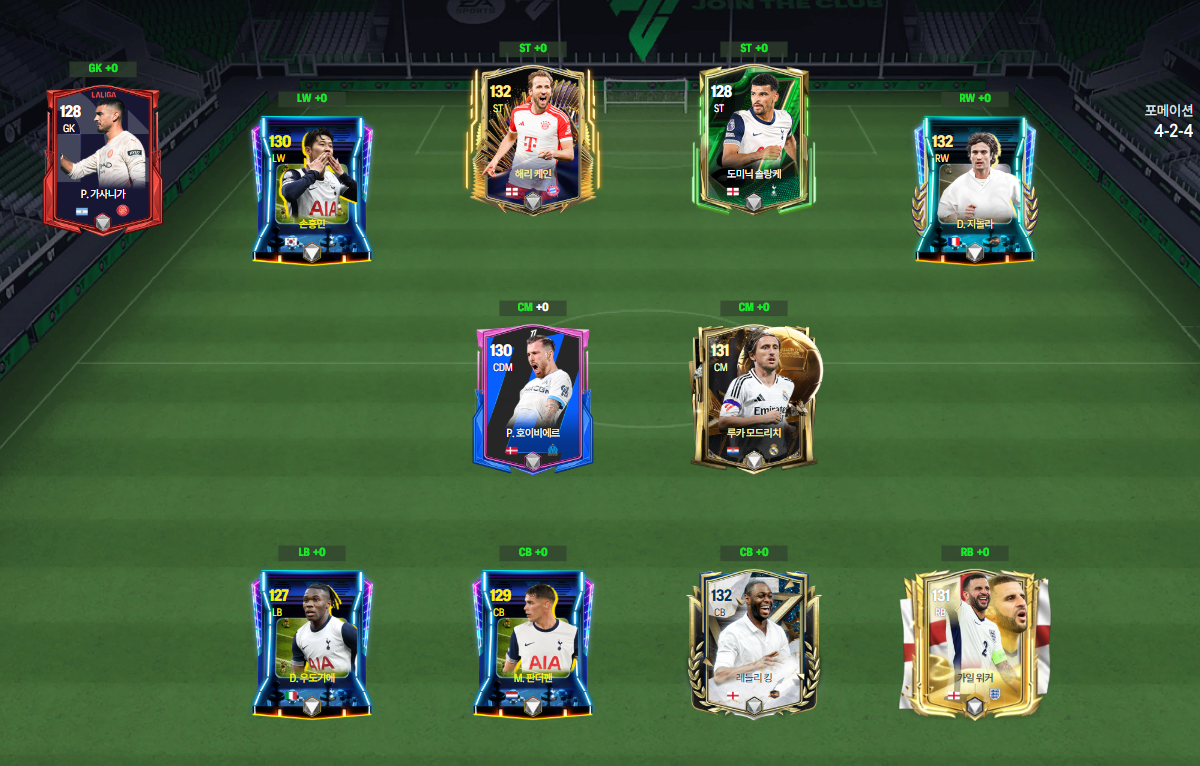 EA SPORTS
JOIN THE CLUB
ST +0
ST +0
GK +0
LW +0
RW +0
포메이션
4-2-4
LALIGA
128
GK
P. 가사니가
130
LW
AIA
손흥민
132
ST
T
해리 케인
128
ST
도미닉 솔랑케
132
RW
D. 지놀라
CM +0
CM +0
130
CDM
P. 호이비에르
131
CM
Emirates
루카 모드리치
LB +0
CB +0
CB +0
RB +0
127
LB
AIA
D. 우도기에
129
CB
AIA
M. 판더펜
132
CB
레들리 킹
131
RB
2
카일 워커